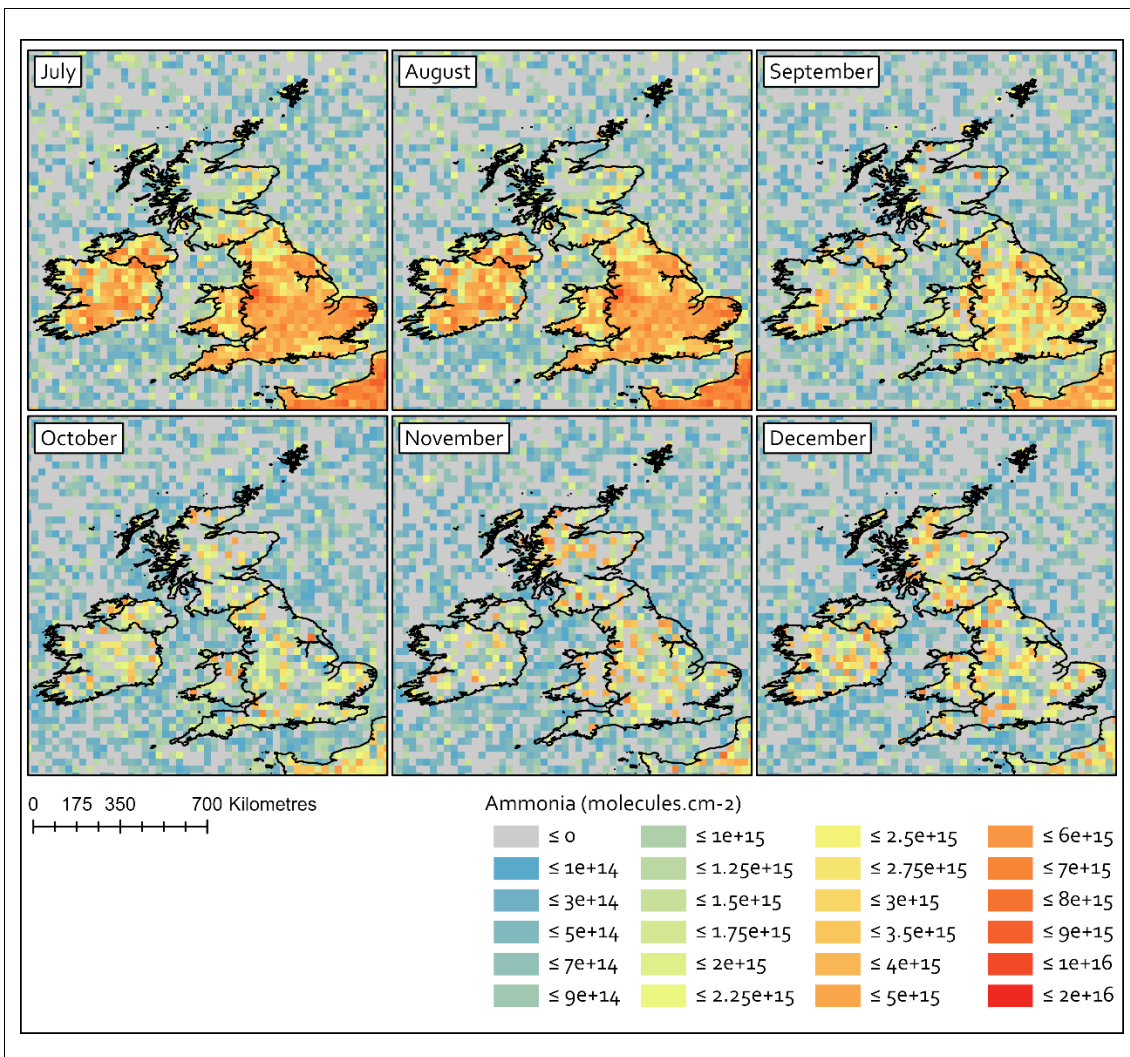 July
August
September
October
November
December
0 175 350 700 Kilometres
Ammonia (molecules.cm-2)
≤ 0
≤ 1e+14
≤ 3e+14
≤ 5e+14
≤ 7e+14
≤ 9e+14
≤ 1e+15
≤ 1.25e+15
≤ 1.5e+15
≤ 1.75e+15
≤ 2e+15
≤ 2.25e+15
≤ 2.5e+15
≤ 2.75e+15
≤ 3e+15
≤ 3.5e+15
≤ 4e+15
≤ 5e+15
≤ 6e+15
≤ 7e+15
≤ 8e+15
≤ 9e+15
≤ 1e+16
≤ 2e+16